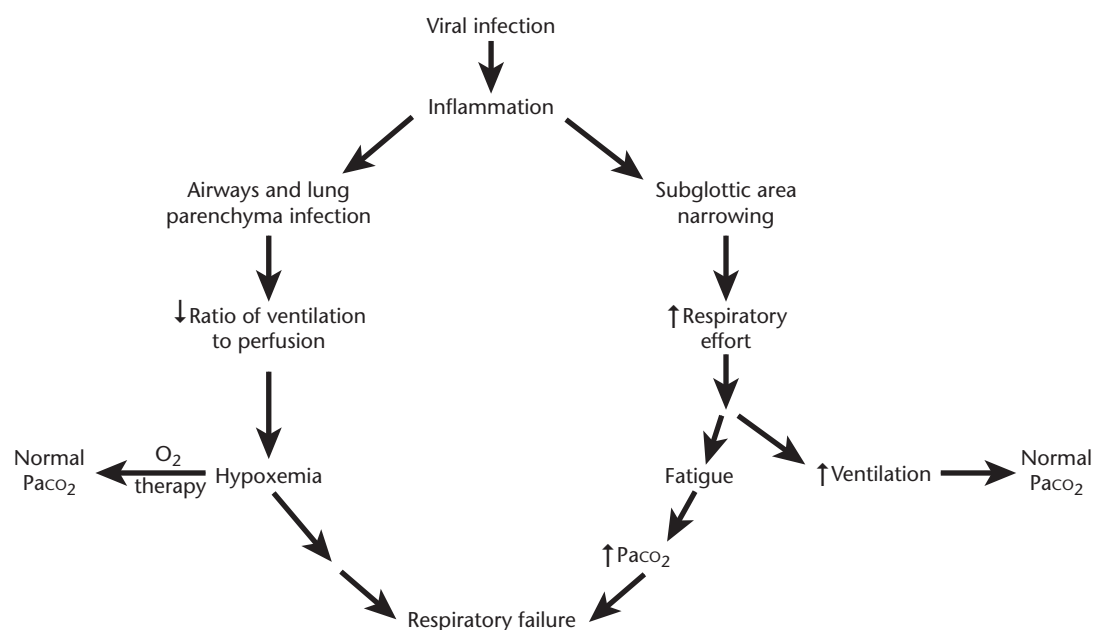 Viral infection
Inflammation
Airways and lung
parenchyma infection
Subglottic area
narrowing
↓Ratio of ventilation
to perfusion
↑Respiratory
effort
Normal
PaCO₂
O₂
therapy
Hypoxemia
Fatigue
↑Ventilation
Normal
PaCO₂
↑PaCO₂
Respiratory failure